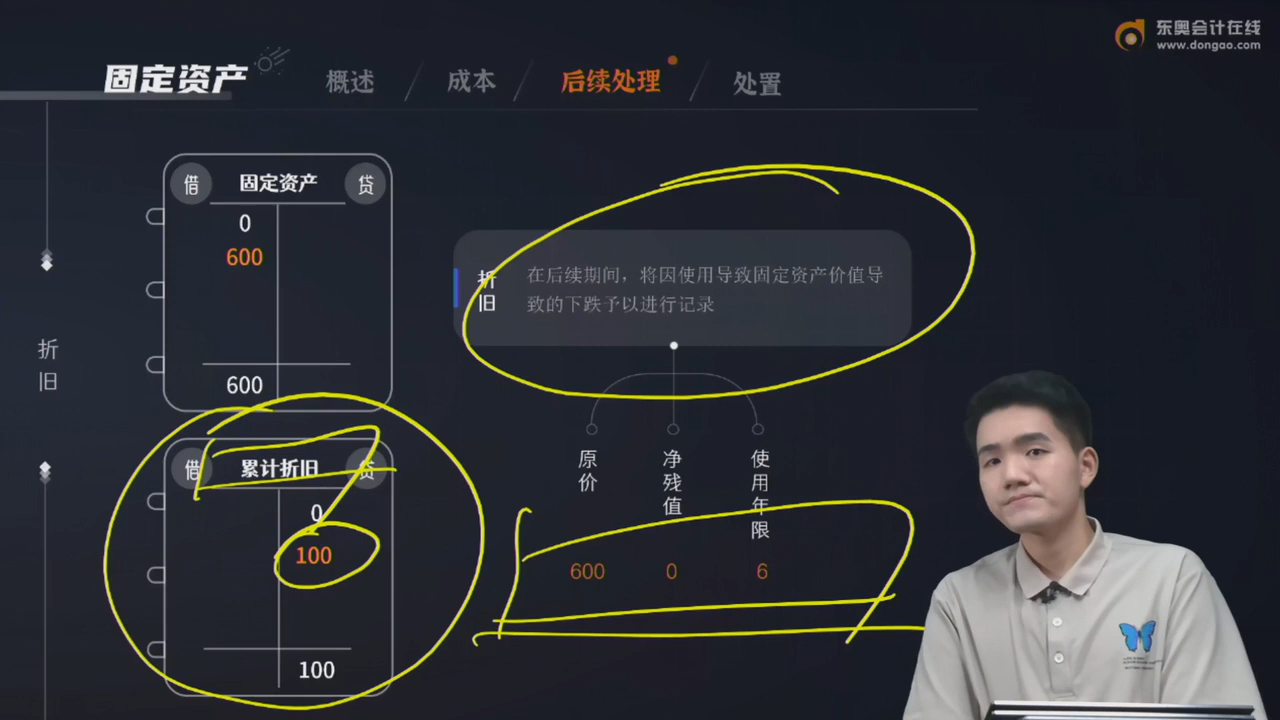 东奥会计在线
www.dongao.com
固定资产
概述 / 成本 / 后续处理 / 处置
借 固定资产 贷
0
600
600
折旧
在后续期间，将因使用导致固定资产价值导
致的下跌予以进行记录
折旧
借 累计折旧 贷
0
100
100
原价 净残值 使用年限
600 0 6